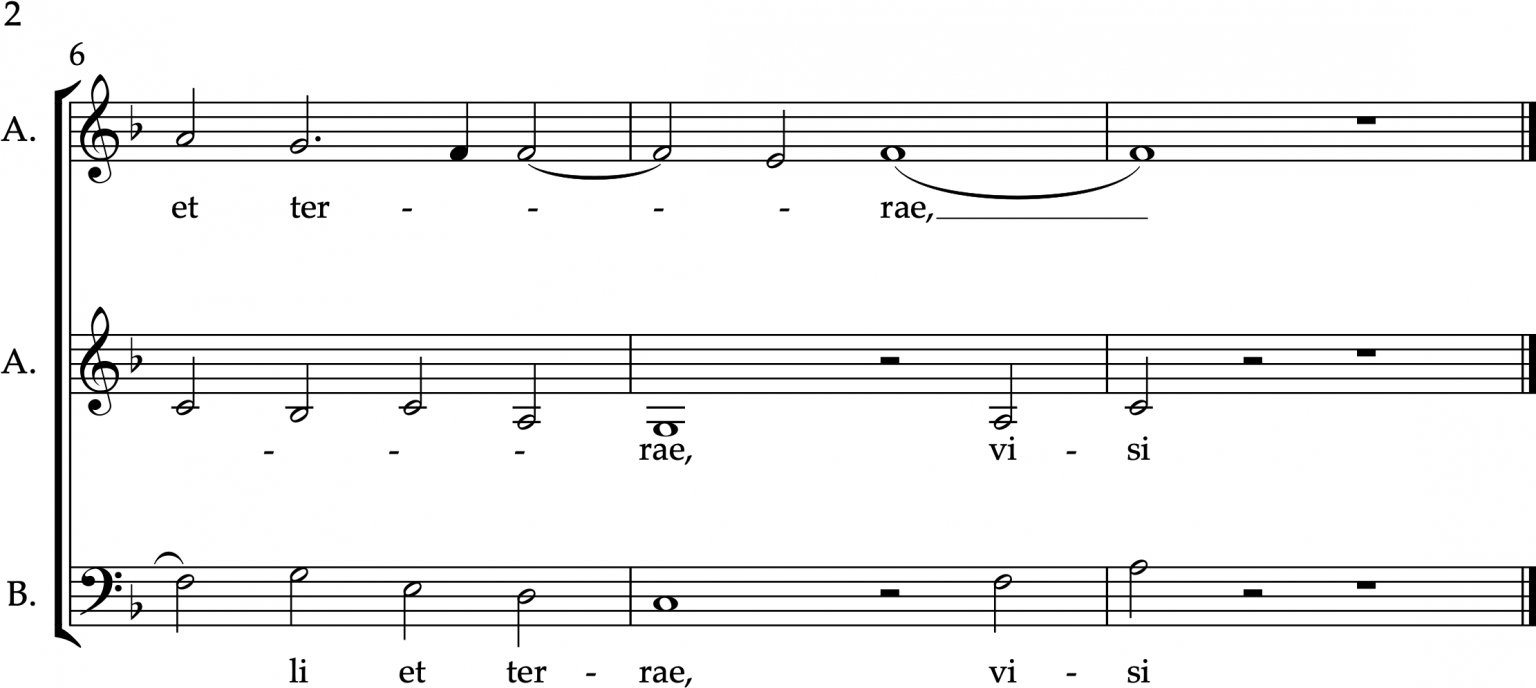 2
6
A.
et ter - - - - rae,
A.
- - - rae, vi - si
B.
li et ter - rae, vi - si